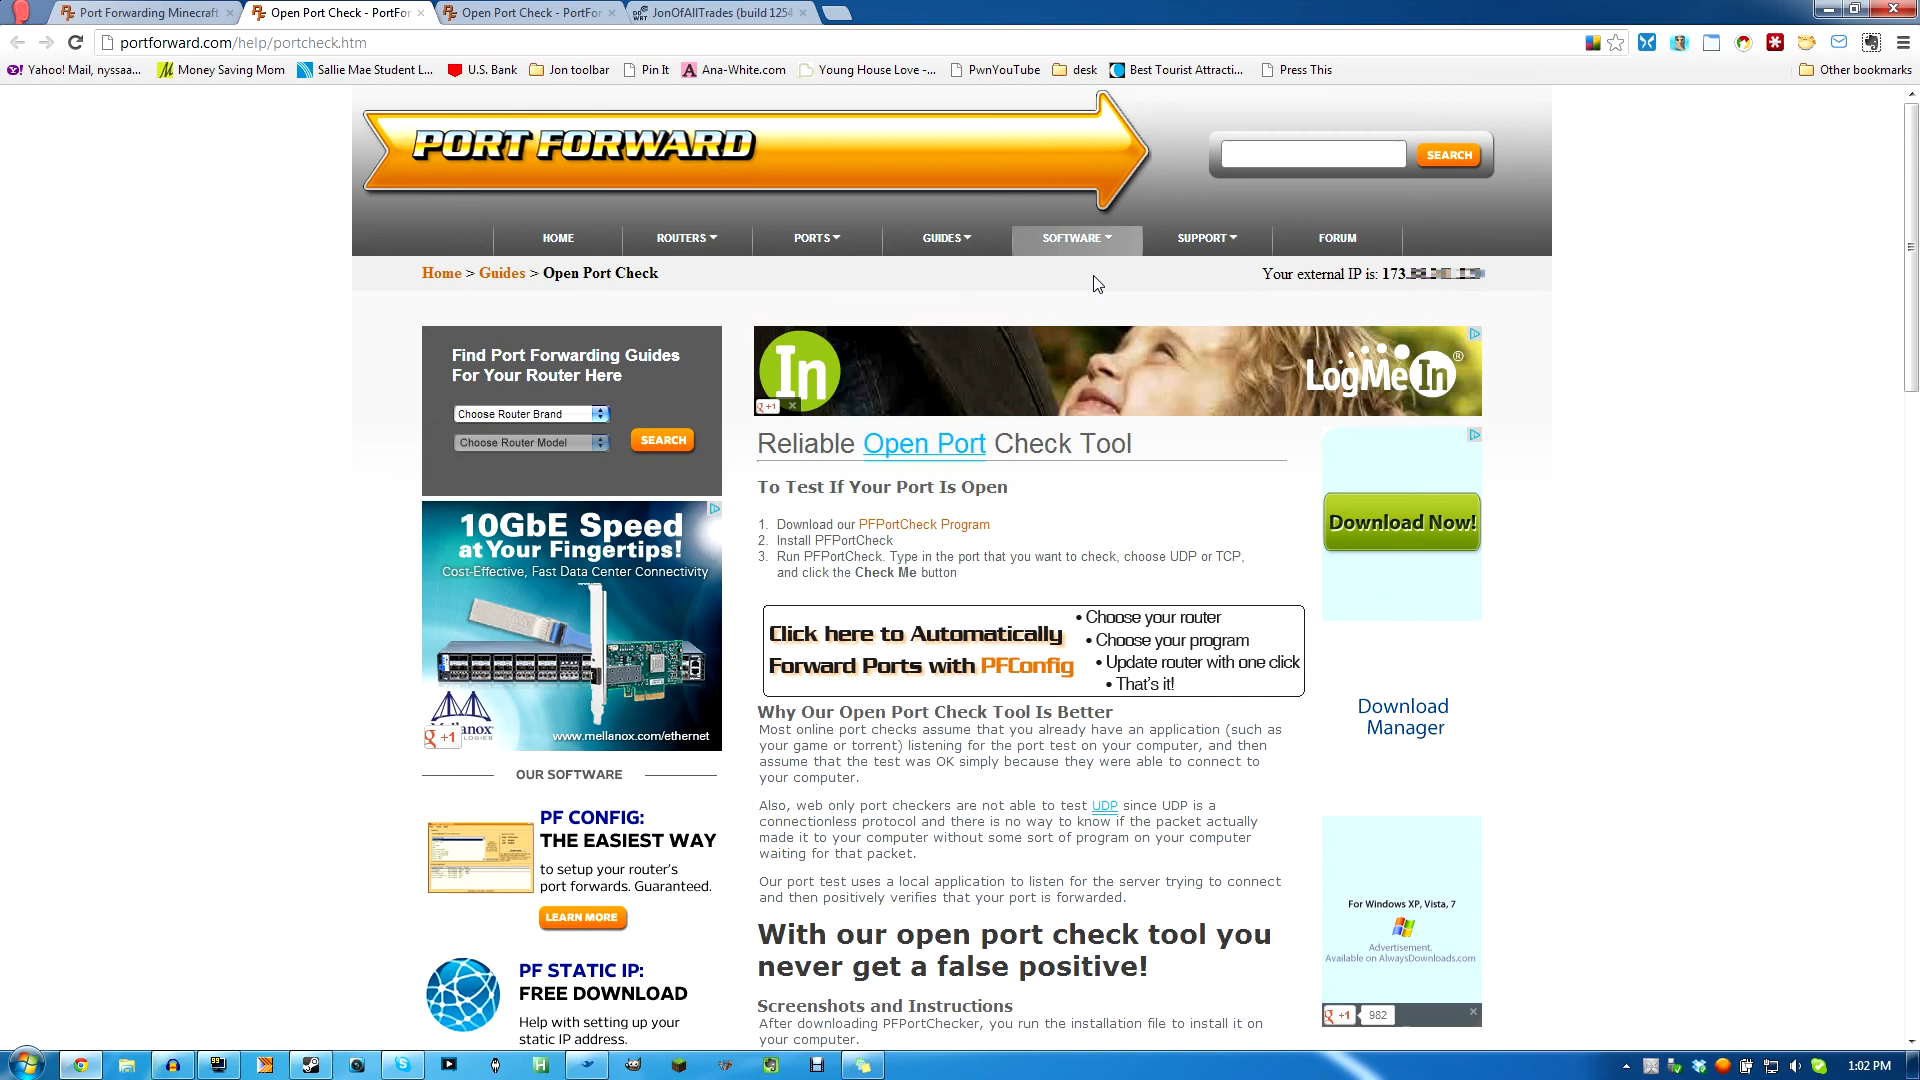 Port Forwarding Minecraft
Open Port Check - PortFor
Open Port Check - PortFor
JonOfAllTrades (build 1254
portforward.com/help/portcheck.htm
Yahoo! Mail, nyssaa...
Money Saving Mom
Sallie Mae Student L...
U.S. Bank
Jon toolbar
Pin It
Ana-White.com
Young House Love -...
PwnYouTube
desk
Best Tourist Attracti...
Press This
Other bookmarks
PORT FORWARD
SEARCH
HOME
ROUTERS
PORTS
GUIDES
SOFTWARE
SUPPORT
FORUM
Home > Guides > Open Port Check
Your external IP is: 173.
Find Port Forwarding Guides
For Your Router Here
Choose Router Brand
Choose Router Model
SEARCH
In
LogMeIn®
g +1
Reliable Open Port Check Tool
To Test If Your Port Is Open
1. Download our PFPortCheck Program
2. Install PFPortCheck
3. Run PFPortCheck. Type in the port that you want to check, choose UDP or TCP,
and click the Check Me button
Click here to Automatically
Forward Ports with PFConfig
• Choose your router
• Choose your program
• Update router with one click
• That's it!
Why Our Open Port Check Tool Is Better
Most online port checks assume that you already have an application (such as
your game or torrent) listening for the port test on your computer, and then
assume that the test was OK simply because they were able to connect to
your computer.
Also, web only port checkers are not able to test UDP since UDP is a
connectionless protocol and there is no way to know if the packet actually
made it to your computer without some sort of program on your computer
waiting for that packet.
Our port test uses a local application to listen for the server trying to connect
and then positively verifies that your port is forwarded.
With our open port check tool you
never get a false positive!
Screenshots and Instructions
After downloading PFPortChecker, you run the installation file to install it on
your computer.
10GbE Speed
at Your Fingertips!
Cost-Effective, Fast Data Center Connectivity
g +1
www.mellanox.com/ethernet
OUR SOFTWARE
PF CONFIG:
THE EASIEST WAY
to setup your router's
port forwards. Guaranteed.
LEARN MORE
PF STATIC IP:
FREE DOWNLOAD
Help with setting up your
static IP address.
Download Now!
Download
Manager
For Windows XP, Vista, 7
Advertisement.
Available on AlwaysDownloads.com
g +1
982
1:02 PM